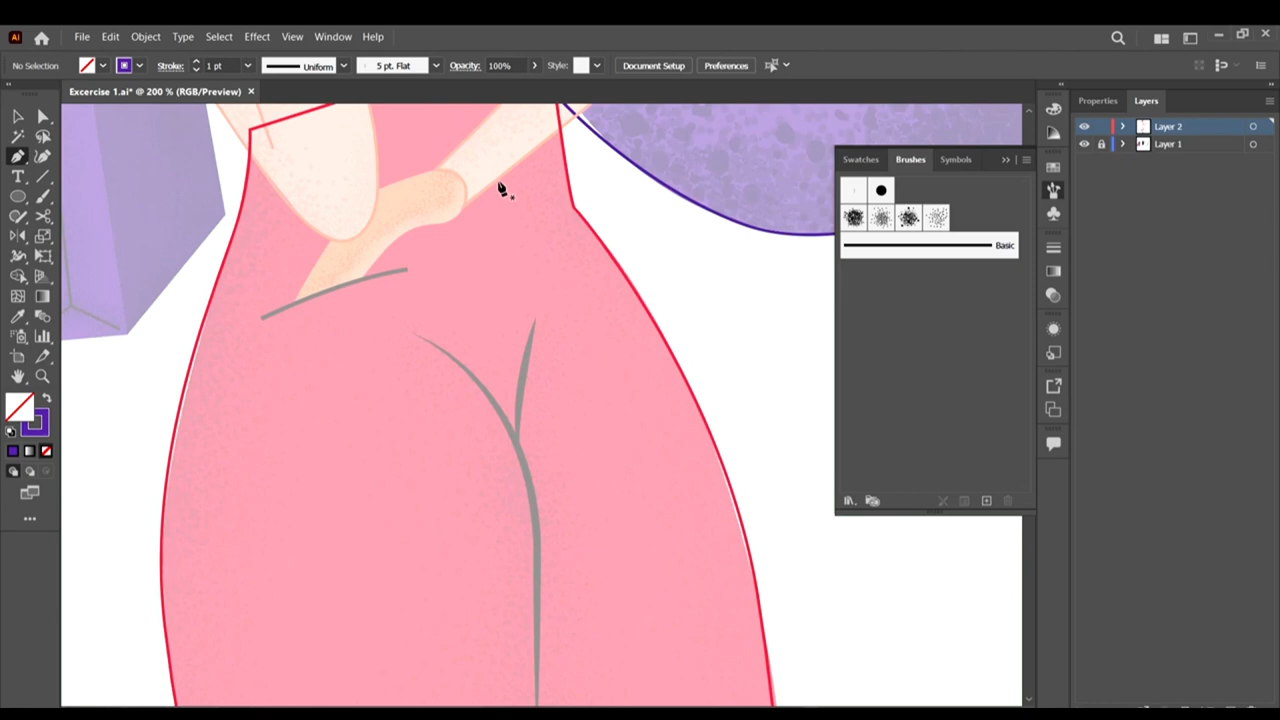 Ai File Edit Object Type Select Effect View Window Help
No Selection Stroke: 1 pt Uniform 5 pt. Flat Opacity: 100% Style: Document Setup Preferences
Excercise 1.ai* @ 200 % (RGB/Preview) ×
Properties Layers
Layer 2
Layer 1
Swatches Brushes Symbols
Basic